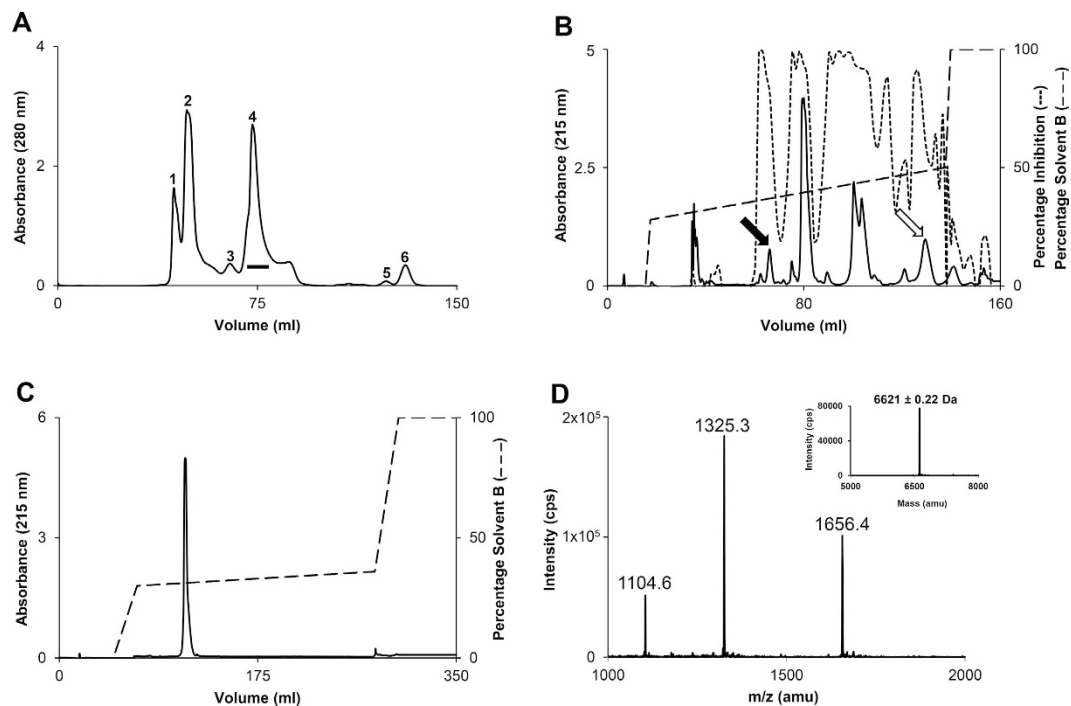 A
4
2
0
Absorbance (280 nm)
1
2
3
4
5
6
0
75
150
Volume (ml)
B
5
2.5
0
Absorbance (215 nm)
100
50
0
Percentage Inhibition (---)
Percentage Solvent B (— —)
0
80
160
Volume (ml)
C
6
3
0
Absorbance (215 nm)
100
50
0
Percentage Solvent B (— —)
0
175
350
Volume (ml)
D
2x10⁵
1x10⁵
0
Intensity (cps)
1104.6
1325.3
1656.4
1000
1500
2000
m/z (amu)
6621 ± 0.22 Da
80000
40000
0
Intensity (cps)
5000
6500
8000
Mass (amu)